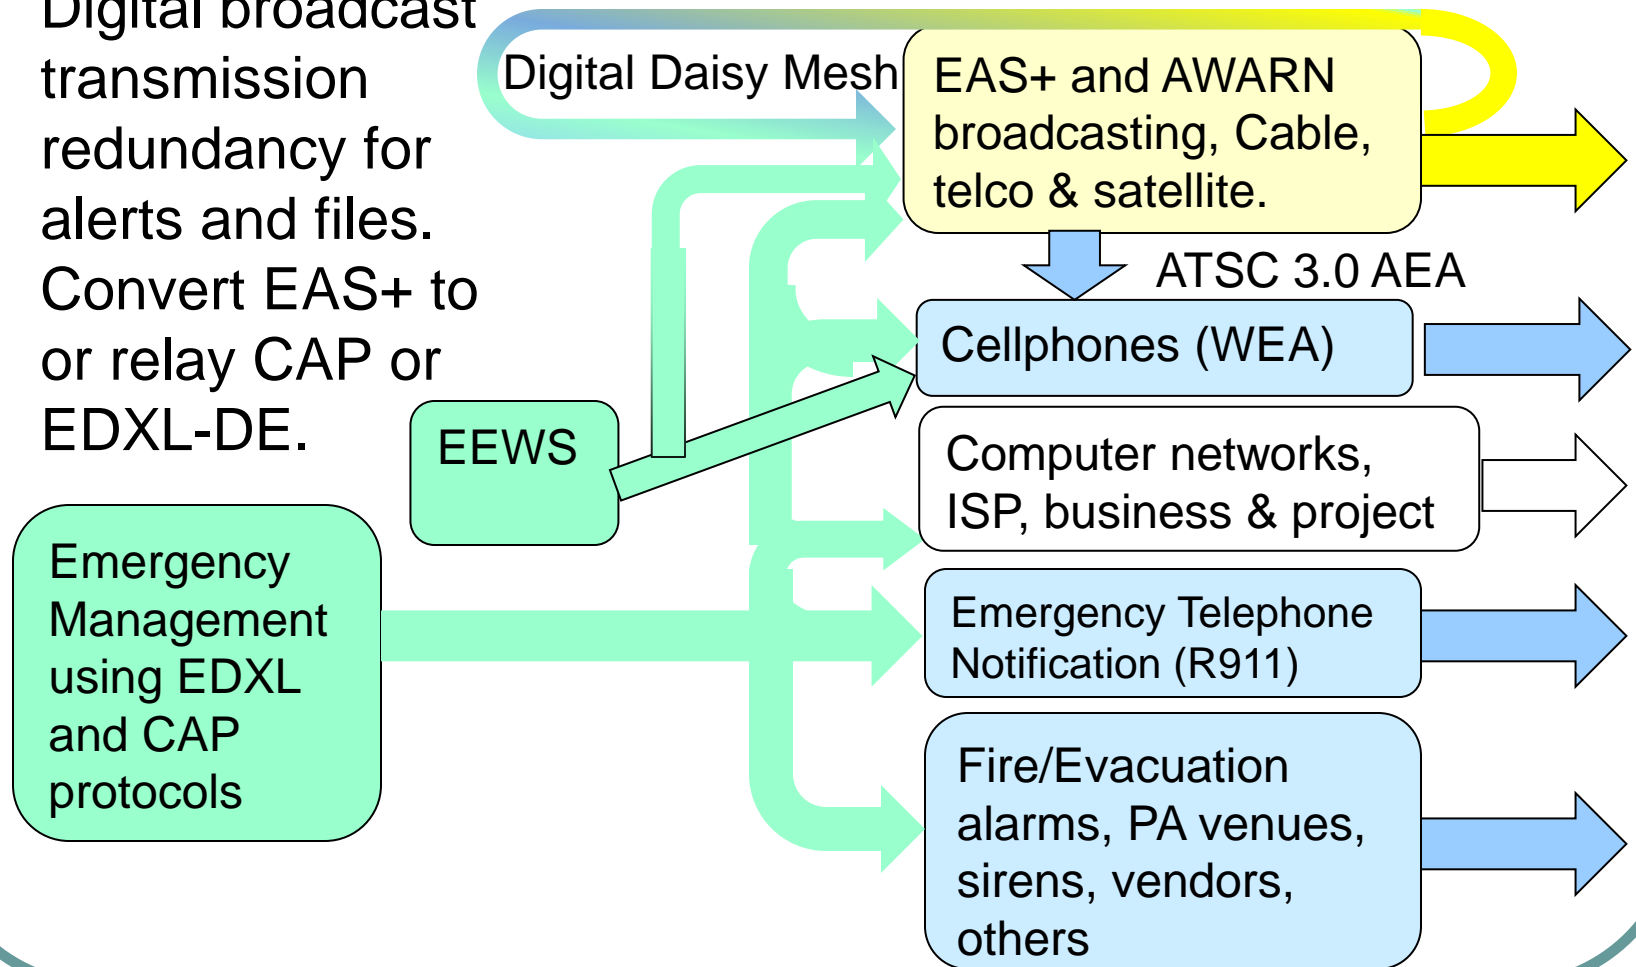 Digital broadcast
transmission
redundancy for
alerts and files.
Convert EAS+ to
or relay CAP or
EDXL-DE.
Digital Daisy Mesh
EAS+ and AWARN
broadcasting, Cable,
telco & satellite.
ATSC 3.0 AEA
Cellphones (WEA)
EEWS
Computer networks,
ISP, business & project
Emergency
Management
using EDXL
and CAP
protocols
Emergency Telephone
Notification (R911)
Fire/Evacuation
alarms, PA venues,
sirens, vendors,
others